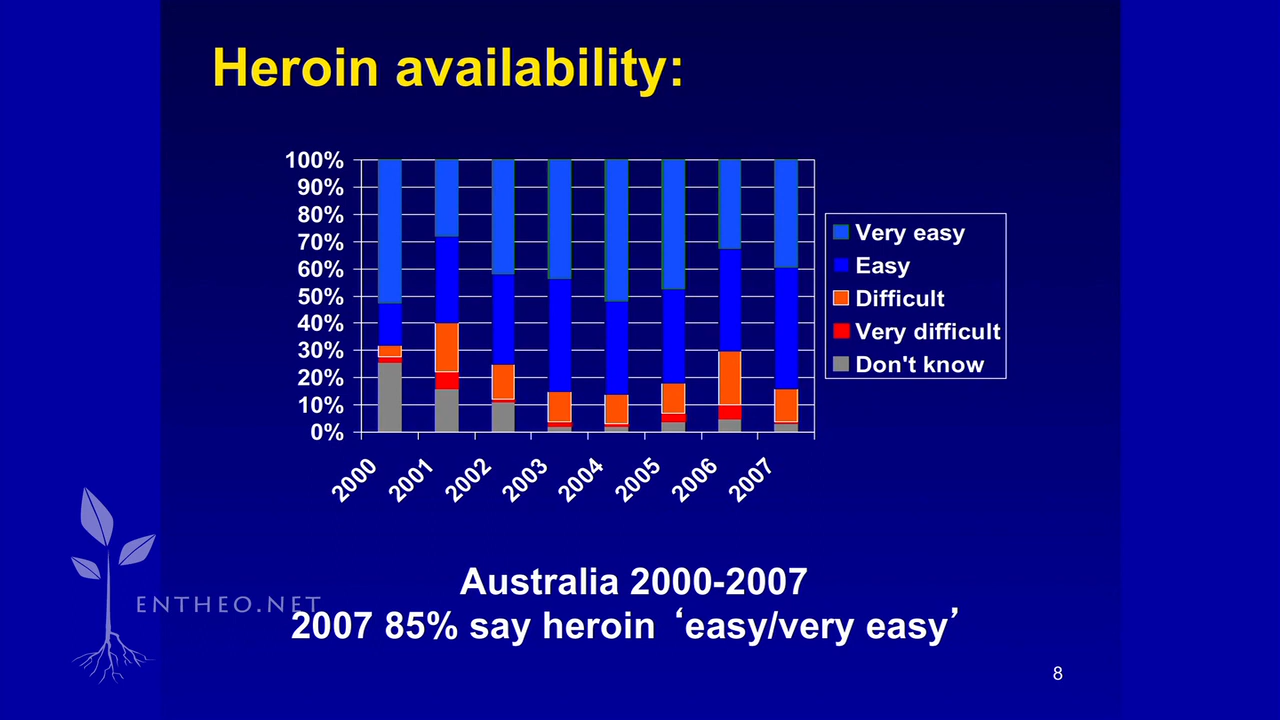 Heroin availability:
100%
90%
80%
70%
60%
50%
40%
30%
20%
10%
0%
2000
2001
2002
2003
2004
2005
2006
2007
Very easy
Easy
Difficult
Very difficult
Don't know
Australia 2000-2007
ENTHEO.NET
2007 85% say heroin ‘easy/very easy’
8